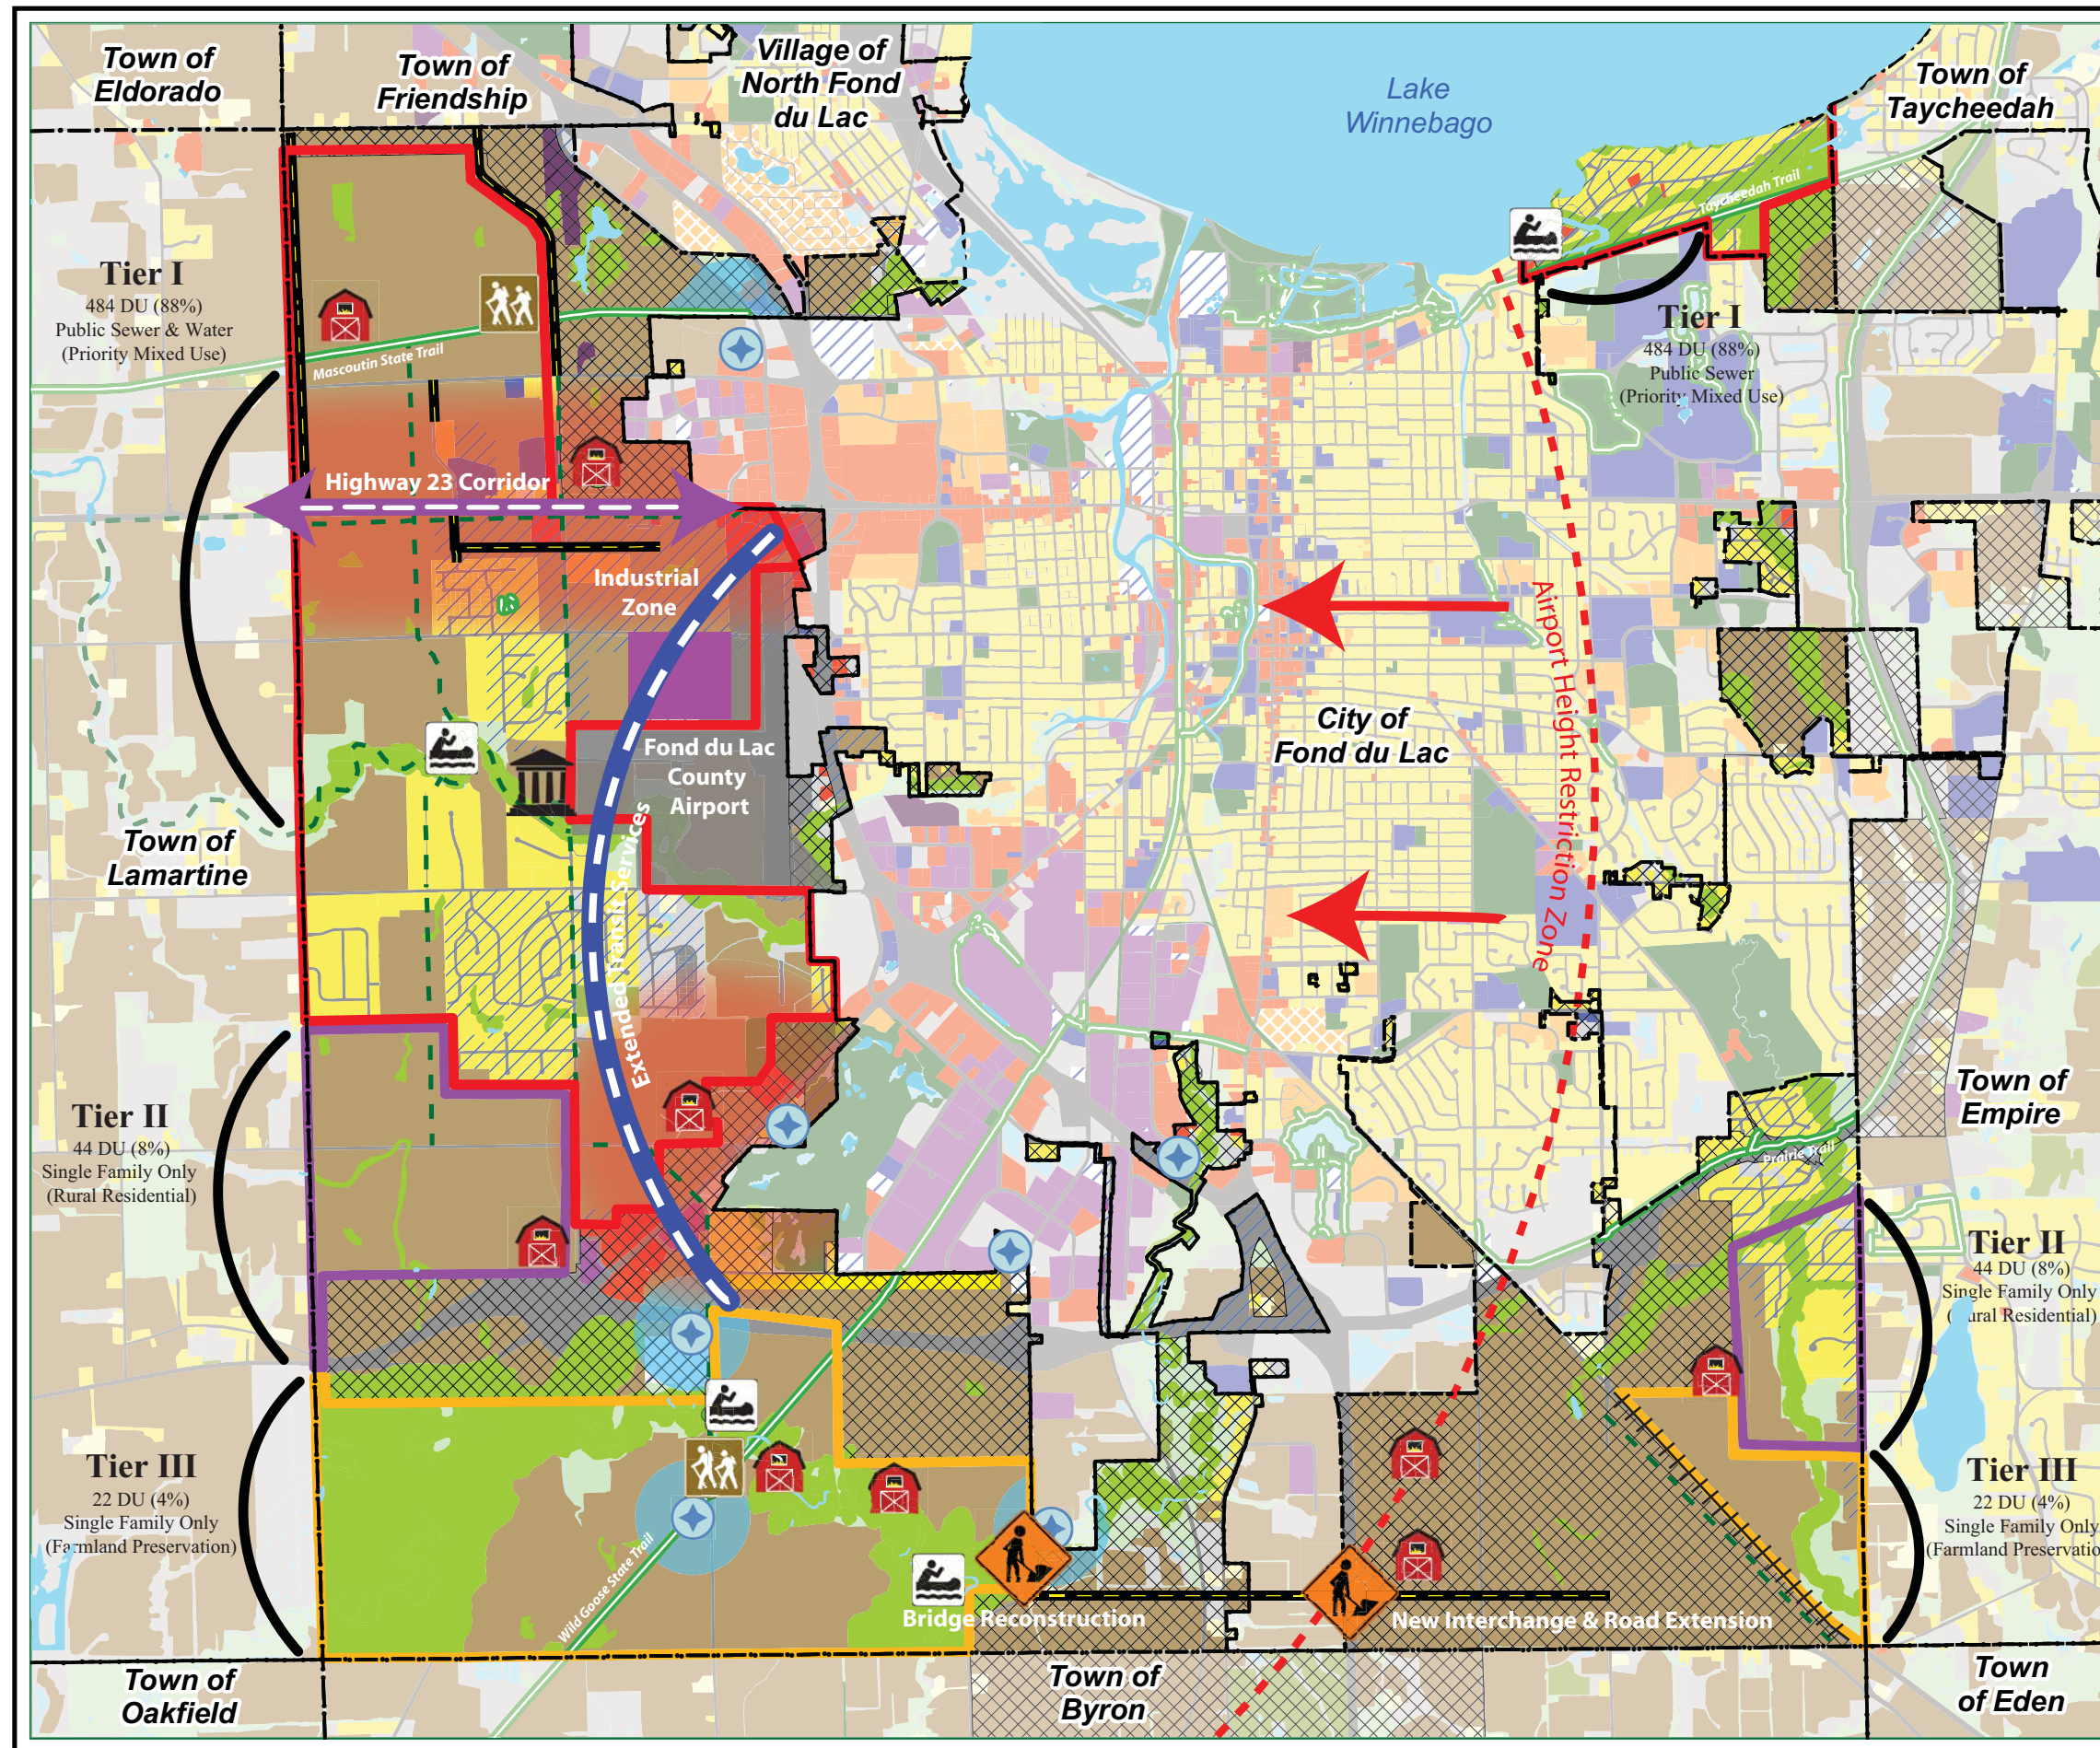 Town of
Eldorado
Town of
Friendship
Village of
North Fond
du Lac
Lake
Winnebago
Town of
Taycheedah
Taycheedah Trail
Tier I
484 DU (88%)
Public Sewer & Water
(Priority Mixed Use)
Mascoutin State Trail
Tier I
484 DU (88%)
Public Sewer
(Priority Mixed Use)
Highway 23 Corridor
Industrial
Zone
Airport Height Restriction Zone
City of
Fond du Lac
Fond du Lac
County
Airport
Extended Transit Services
Town of
Lamartine
Town of
Empire
Prairie Trail
Tier II
44 DU (8%)
Single Family Only
(Rural Residential)
Tier II
44 DU (8%)
Single Family Only
( ural Residential)
Tier III
22 DU (4%)
Single Family Only
(Farmland Preservation)
Tier III
22 DU (4%)
Single Family Only
(Farmland Preservatio
Wild Goose State Trail
Bridge Reconstruction
New Interchange & Road Extension
Town of
Oakfield
Town of
Byron
Town
of Eden